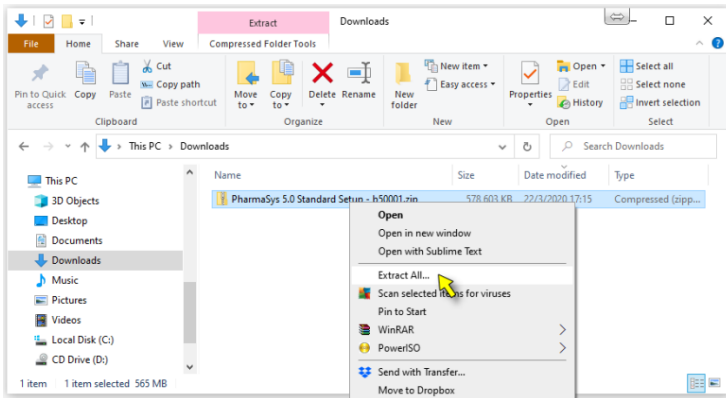 Extract
Downloads
File Home Share View Compressed Folder Tools
Pin to Quick access
Copy
Paste
Cut
Copy path
Paste shortcut
Clipboard
Move to
Copy to
Delete
Rename
Organize
New folder
New item
Easy access
New
Properties
Open
Edit
History
Open
Select all
Select none
Invert selection
Select
This PC > Downloads
Search Downloads
Name Size Date modified Type
PharmaSys 5.0 Standard Setup - b50001.zip 578,603 KB 22/3/2020 17:15 Compressed (zipp...
This PC
3D Objects
Desktop
Documents
Downloads
Music
Pictures
Videos
Local Disk (C:)
CD Drive (D:)
Open
Open in new window
Open with Sublime Text
Extract All...
Scan selected items for viruses
Pin to Start
WinRAR
PowerISO
Send with Transfer...
Move to Dropbox
1 item 1 item selected 565 MB